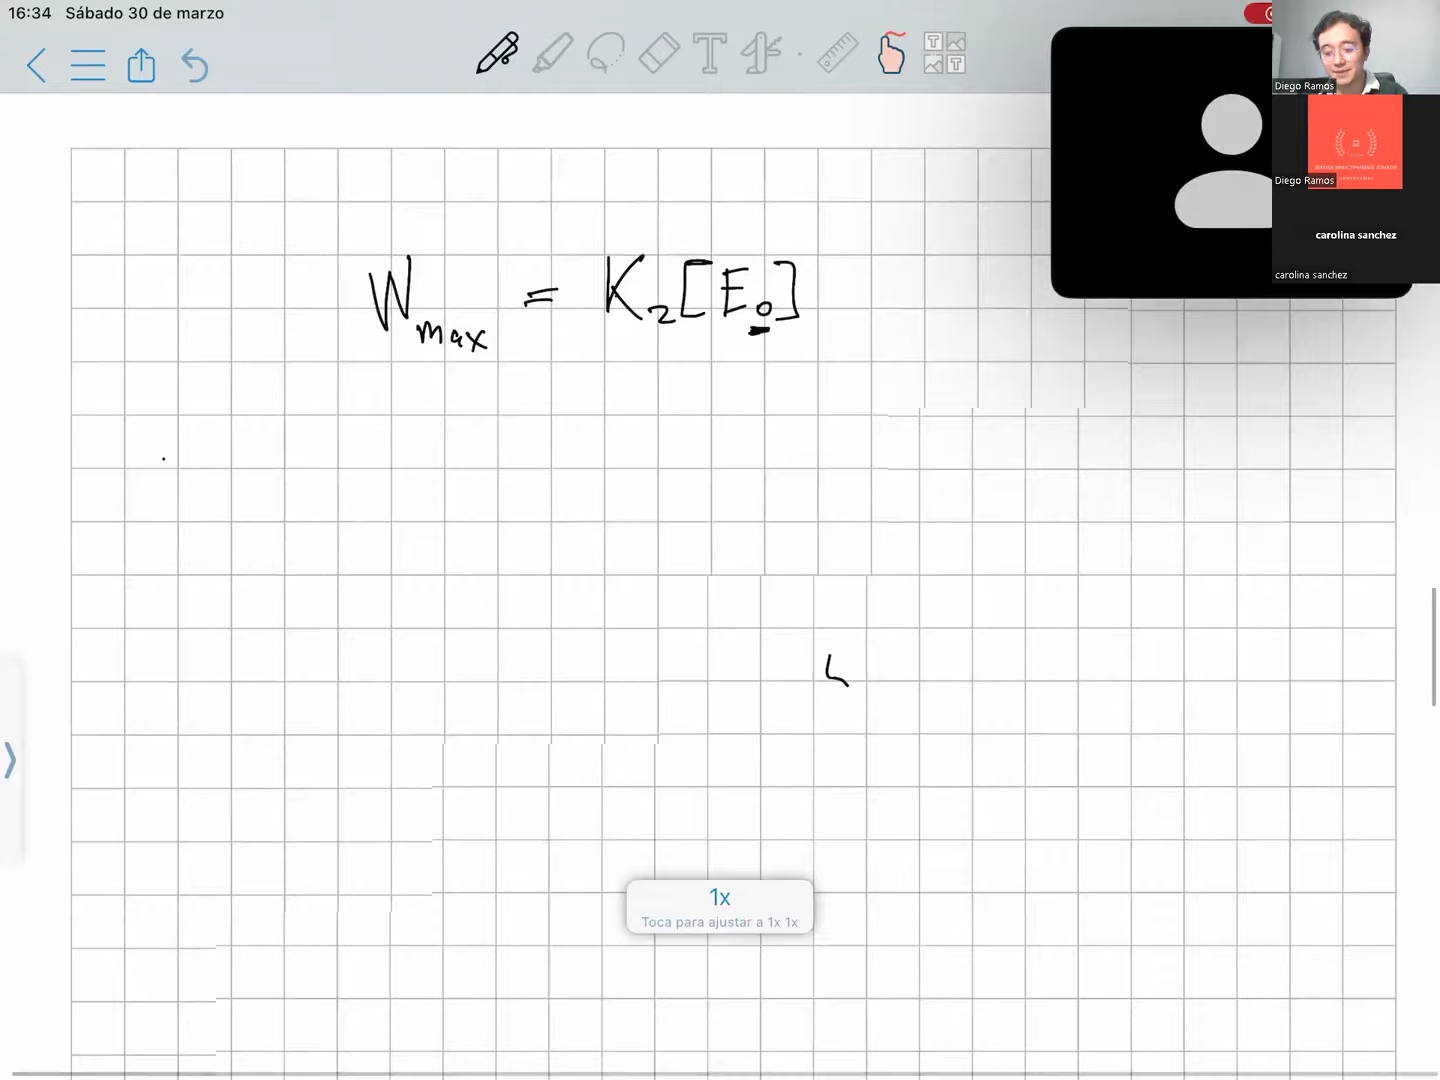 16:34 Sábado 30 de marzo
Diego Ramos
Diego Ramos
carolina sanchez
carolina sanchez
W_max = K₂[E₀]
1x
Toca para ajustar a 1x 1x